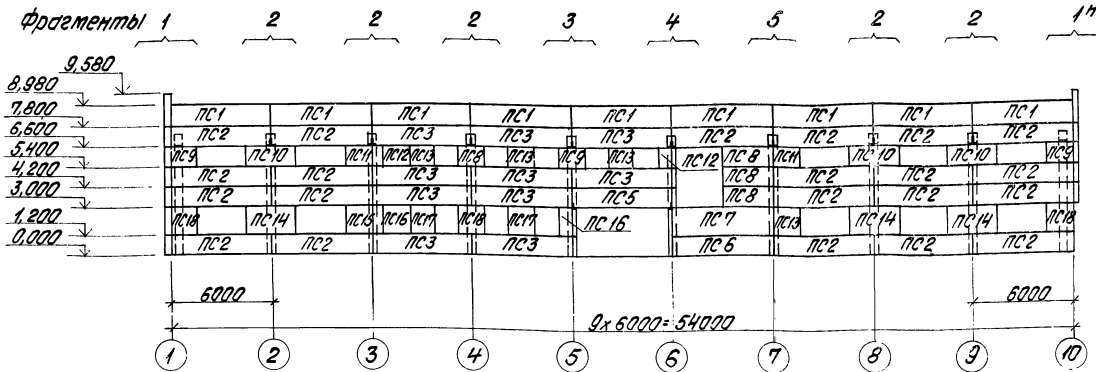 Фрагменты 1 2 2 2 3 4 5 2 2 1н
9,580
8,980
7,800
ПС1 ПС1 ПС1 ПС1 ПС1 ПС1 ПС1 ПС1 ПС1
6,600
ПС2 ПС2 ПС3 ПС3 ПС3 ПС2 ПС2 ПС2 ПС2
5,400
ПС9 ПС10 ПС11 ПС12 ПС13 ПС8 ПС13 ПС9 ПС13 ПС12 ПС8 ПС11 ПС10 ПС10 ПС9
4,200
ПС2 ПС2 ПС3 ПС3 ПС3 ПС8 ПС2 ПС2 ПС2
3,000
ПС2 ПС2 ПС3 ПС3 ПС5 ПС8 ПС2 ПС2 ПС2
1,200
ПС18 ПС14 ПС15 ПС16 ПС17 ПС18 ПС17 ПС16 ПС7 ПС13 ПС14 ПС14 ПС18
0,000
ПС2 ПС2 ПС3 ПС3 ПС6 ПС2 ПС2 ПС2
6000 6000
9х6000=54000
1 2 3 4 5 6 7 8 9 10